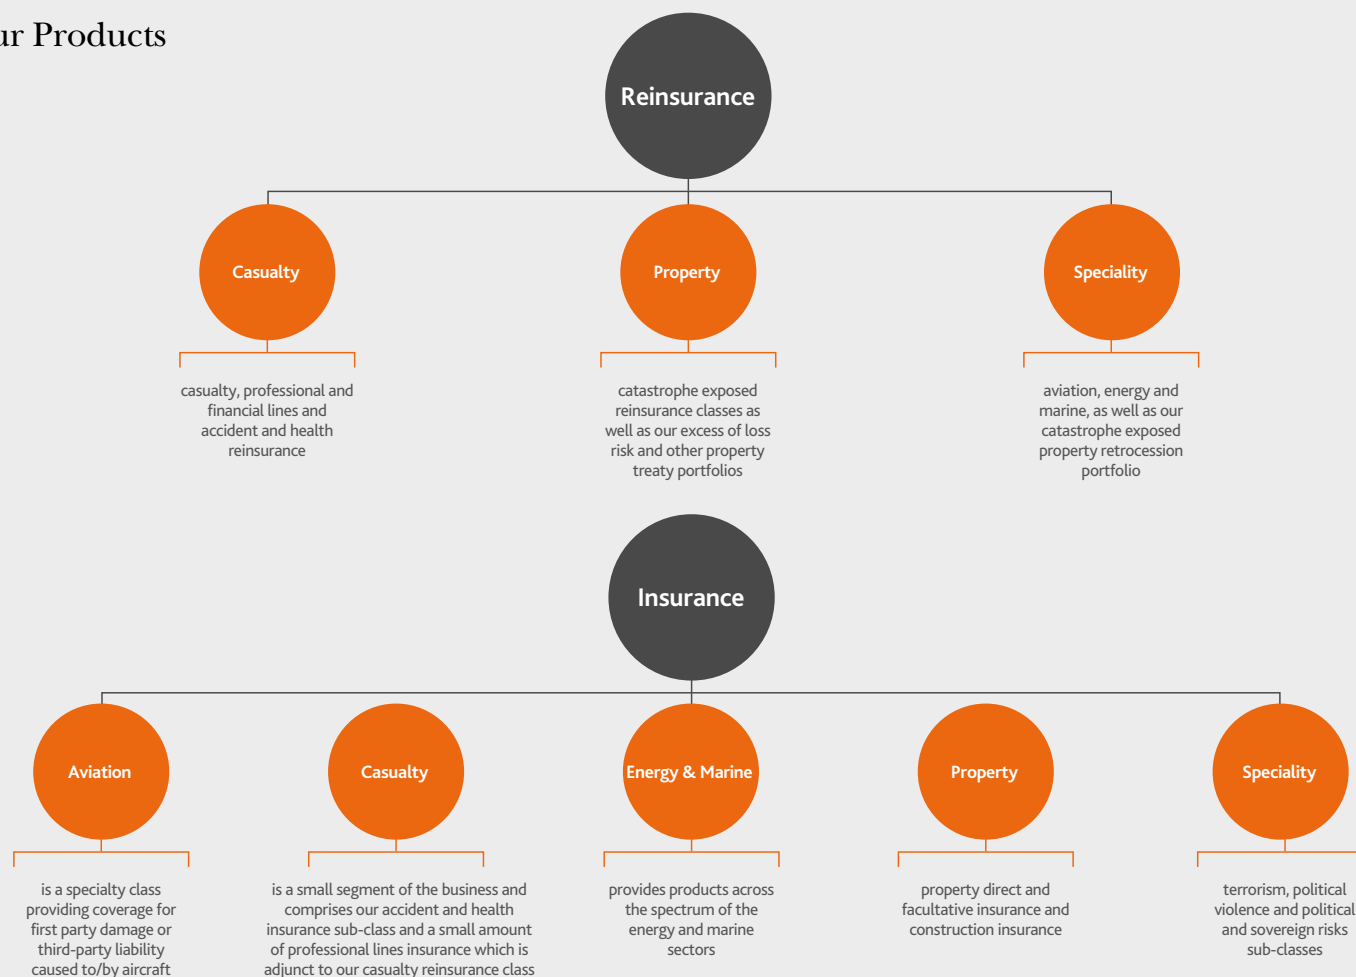 ur Products
Reinsurance
Casualty
Property
Speciality
casualty, professional and
financial lines and
accident and health
reinsurance
catastrophe exposed
reinsurance classes as
well as our excess of loss
risk and other property
treaty portfolios
aviation, energy and
marine, as well as our
catastrophe exposed
property retrocession
portfolio
Insurance
Aviation
Casualty
Energy & Marine
Property
Speciality
is a specialty class
providing coverage for
first party damage or
third-party liability
caused to/by aircraft
is a small segment of the business and
comprises our accident and health
insurance sub-class and a small amount
of professional lines insurance which is
adjunct to our casualty reinsurance class
provides products across
the spectrum of the
energy and marine
sectors
property direct and
facultative insurance and
construction insurance
terrorism, political
violence and political
and sovereign risks
sub-classes